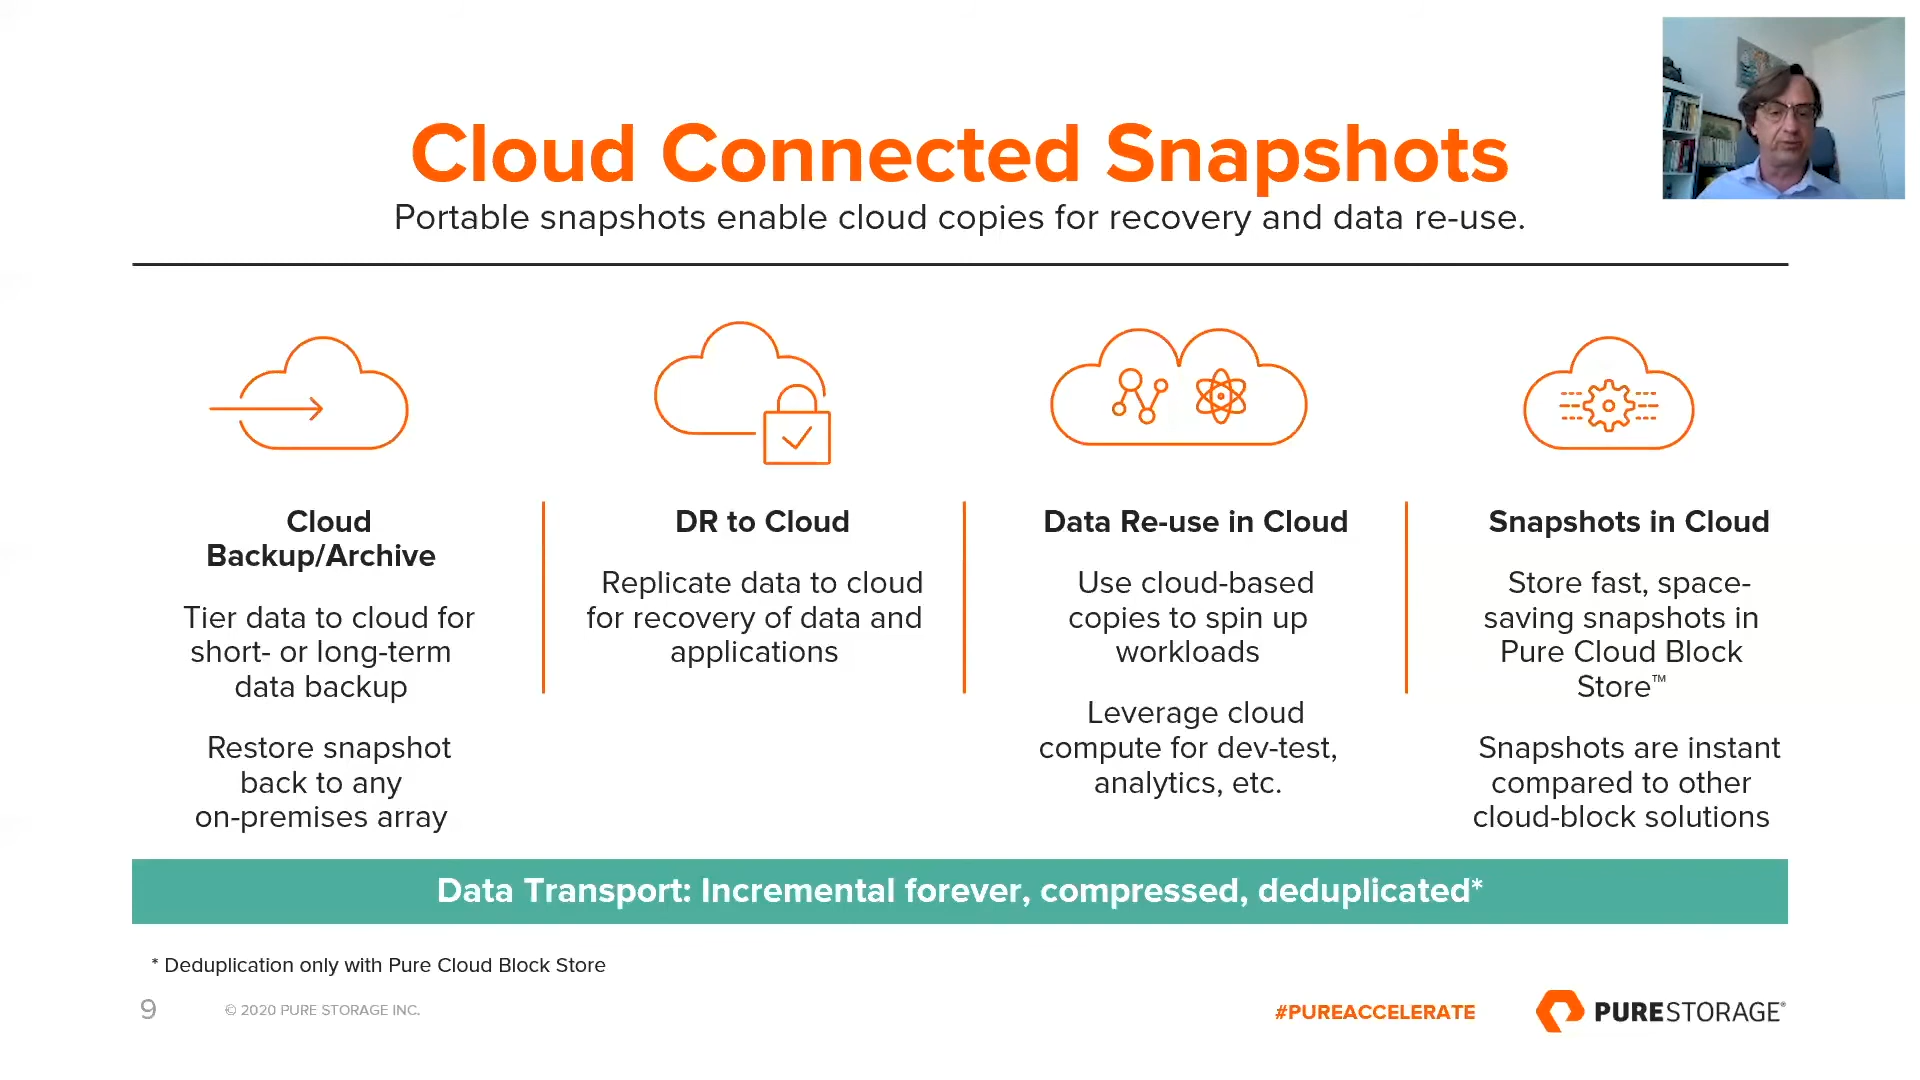 Cloud Connected Snapshots
Portable snapshots enable cloud copies for recovery and data re-use.
Cloud
Backup/Archive
Tier data to cloud for
short- or long-term
data backup
Restore snapshot
back to any
on-premises array
DR to Cloud
Replicate data to cloud
for recovery of data and
applications
Data Re-use in Cloud
Use cloud-based
copies to spin up
workloads
Leverage cloud
compute for dev-test,
analytics, etc.
Snapshots in Cloud
Store fast, space-
saving snapshots in
Pure Cloud Block
Store™
Snapshots are instant
compared to other
cloud-block solutions
Data Transport: Incremental forever, compressed, deduplicated*
* Deduplication only with Pure Cloud Block Store
9
© 2020 PURE STORAGE INC.
#PUREACCELERATE
PURESTORAGE®